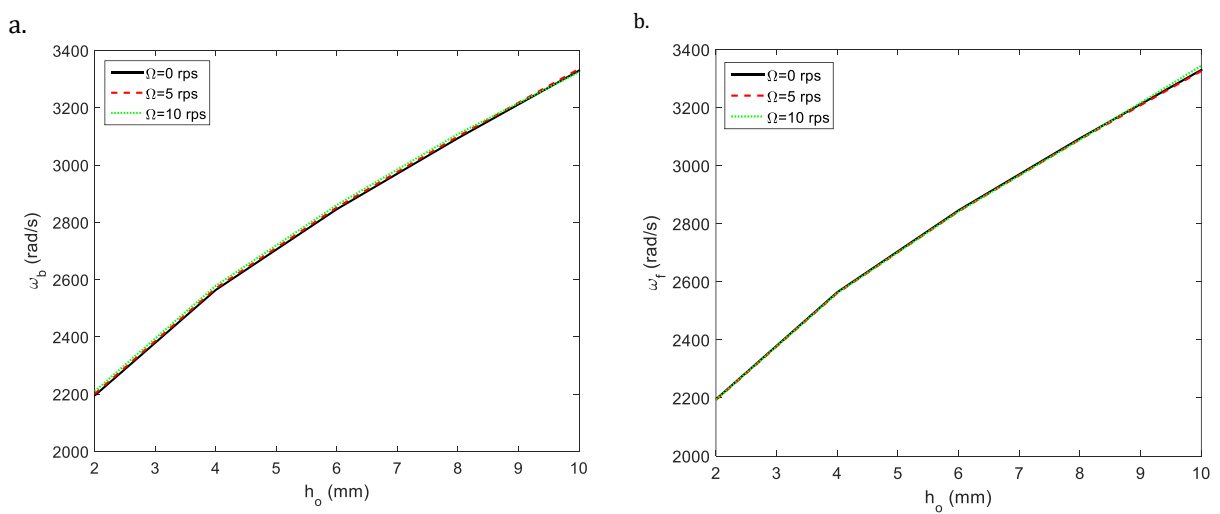 a.
3400
3200
3000
2800
2600
2400
2200
2000
ω_b (rad/s)
Ω=0 rps
Ω=5 rps
Ω=10 rps
2 3 4 5 6 7 8 9 10
h_o (mm)
b.
3400
3200
3000
2800
2600
2400
2200
2000
ω_f (rad/s)
Ω=0 rps
Ω=5 rps
Ω=10 rps
2 3 4 5 6 7 8 9 10
h_o (mm)